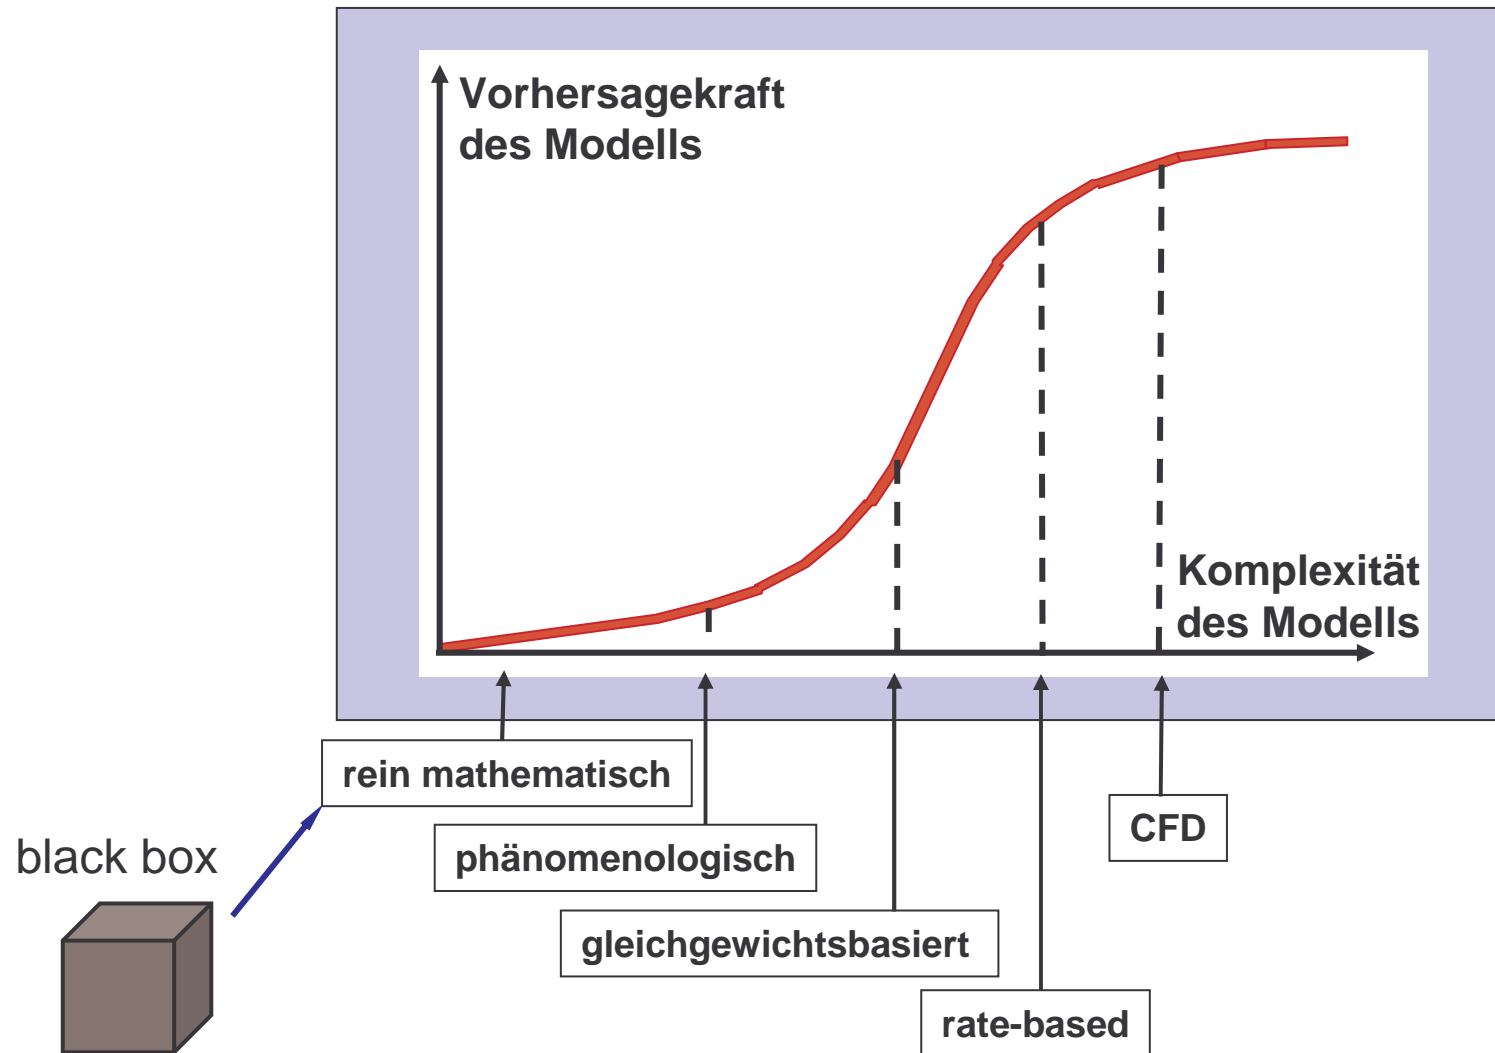 Vorhersagekraft
des Modells
Komplexität
des Modells
rein mathematisch
CFD
black box
phänomenologisch
gleichgewichtsbasiert
rate-based